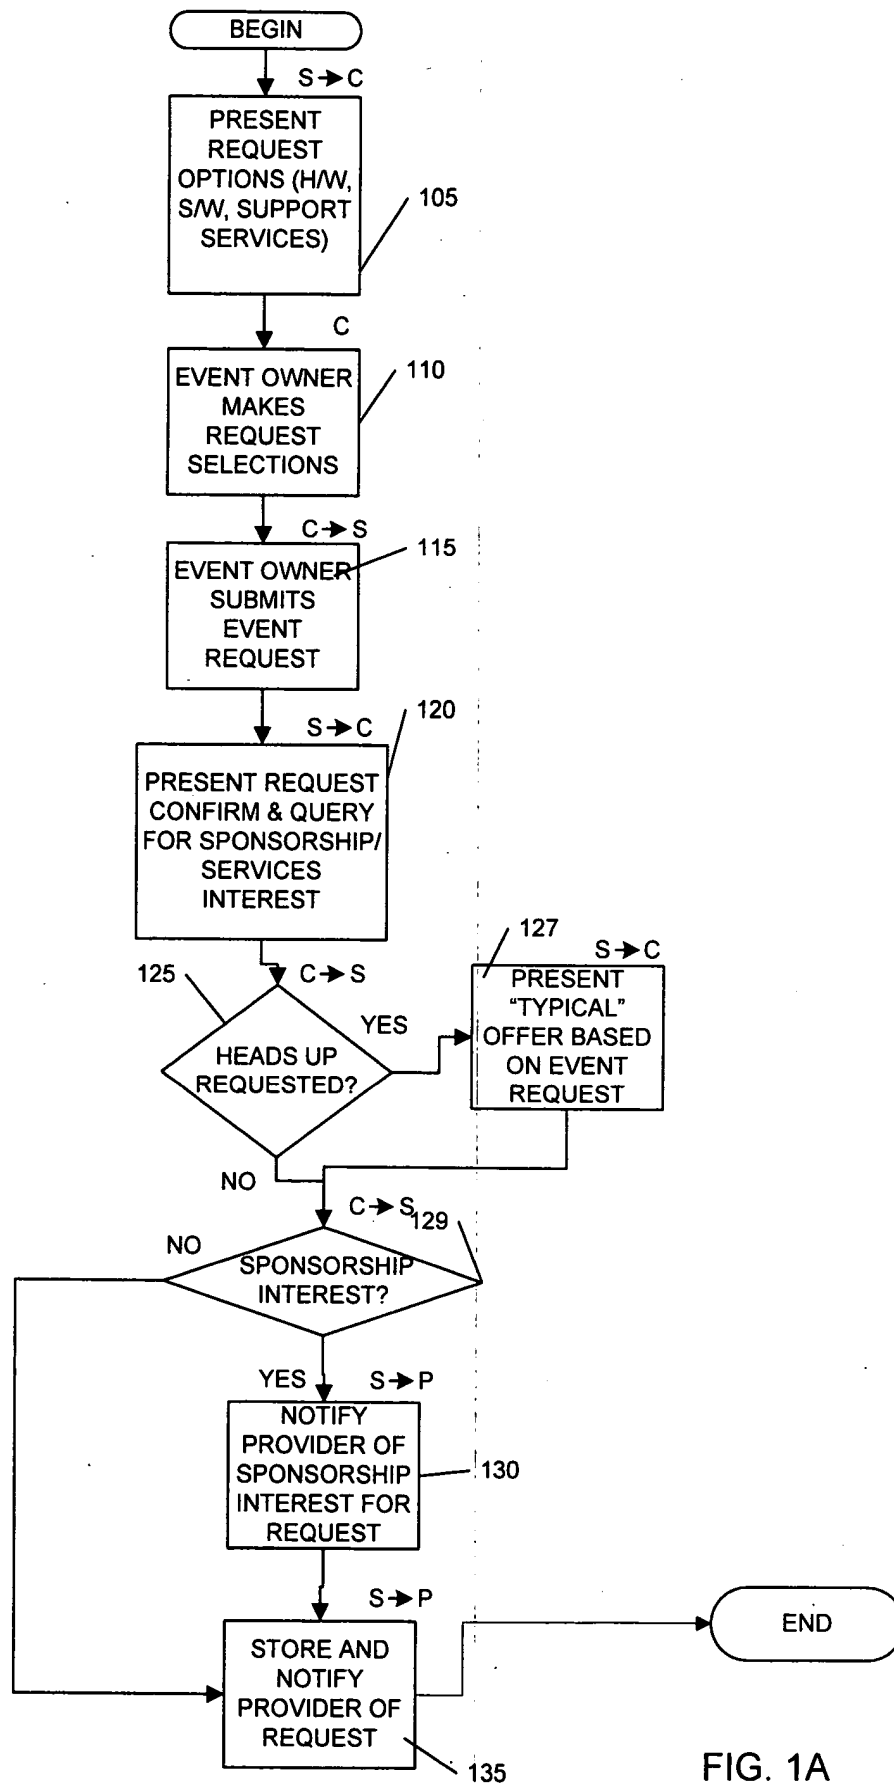 BEGIN
S→C
PRESENT
REQUEST
OPTIONS (H/W,
S/W, SUPPORT
SERVICES)
105
C
EVENT OWNER
MAKES
REQUEST
SELECTIONS
110
C→S
115
EVENT OWNER
SUBMITS
EVENT
REQUEST
S→C
120
PRESENT REQUEST
CONFIRM & QUERY
FOR SPONSORSHIP/
SERVICES
INTEREST
125
C→S
HEADS UP
REQUESTED?
YES
127
S→C
PRESENT
“TYPICAL”
OFFER BASED
ON EVENT
REQUEST
NO
C→S
129
NO
SPONSORSHIP
INTEREST?
YES
S→P
NOTIFY
PROVIDER OF
SPONSORSHIP
INTEREST FOR
REQUEST
130
S→P
STORE AND
NOTIFY
PROVIDER OF
REQUEST
135
END
FIG. 1A